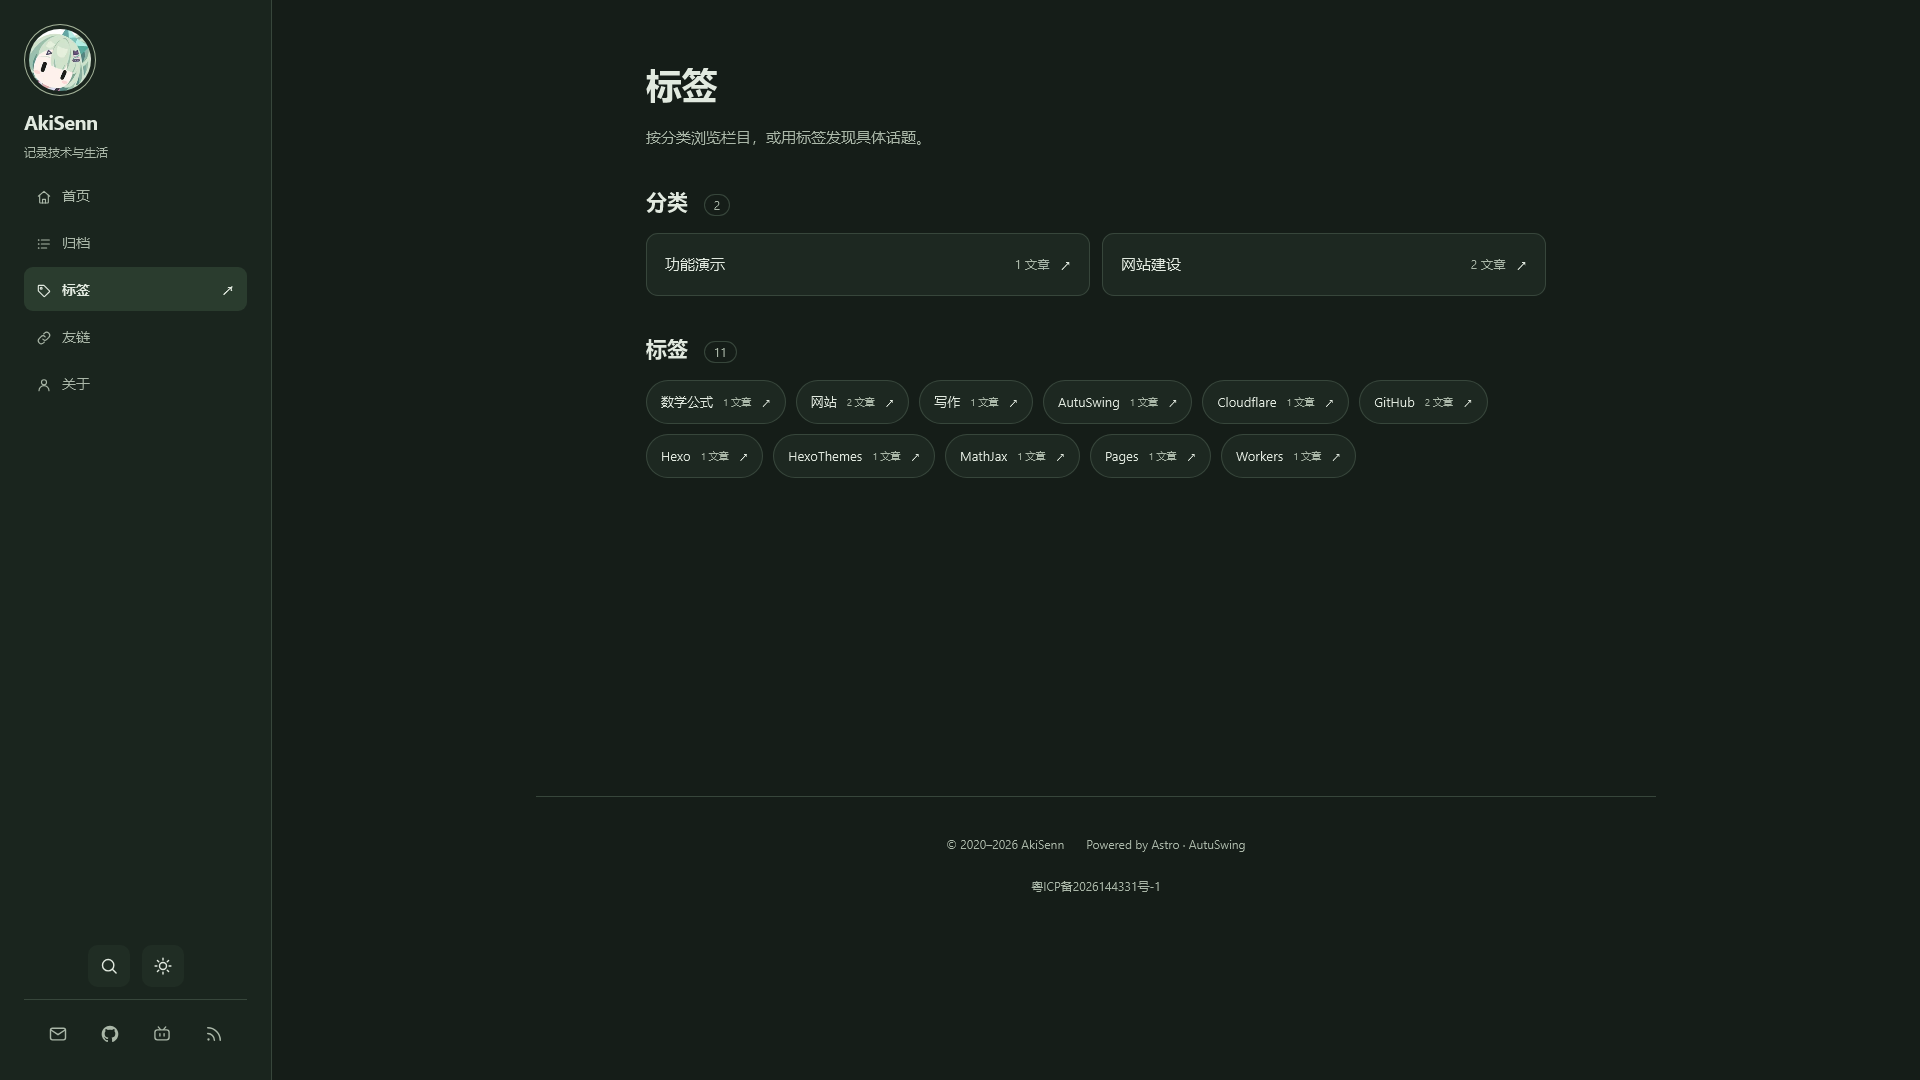 AkiSenn
记录技术与生活
首页
归档
标签 ↗
友链
关于
标签
按分类浏览栏目，或用标签发现具体话题。
分类 2
功能演示 1 文章 ↗ 网站建设 2 文章 ↗
标签 11
数学公式 1 文章 ↗ 网站 2 文章 ↗ 写作 1 文章 ↗ AutuSwing 1 文章 ↗ Cloudflare 1 文章 ↗ GitHub 2 文章 ↗
Hexo 1 文章 ↗ HexoThemes 1 文章 ↗ MathJax 1 文章 ↗ Pages 1 文章 ↗ Workers 1 文章 ↗
© 2020–2026 AkiSenn Powered by Astro · AutuSwing
粤ICP备2026144331号-1